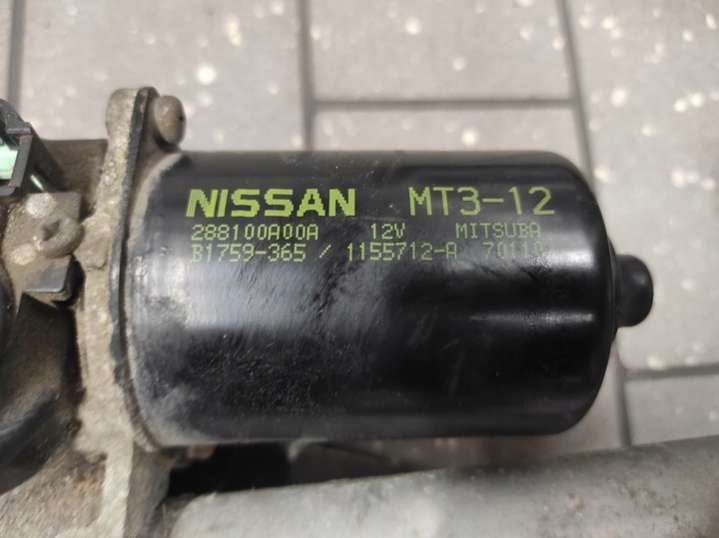 NISSAN MT3-12
288100A00A 12V MITSUBA
B1759-365 / 1155712-A